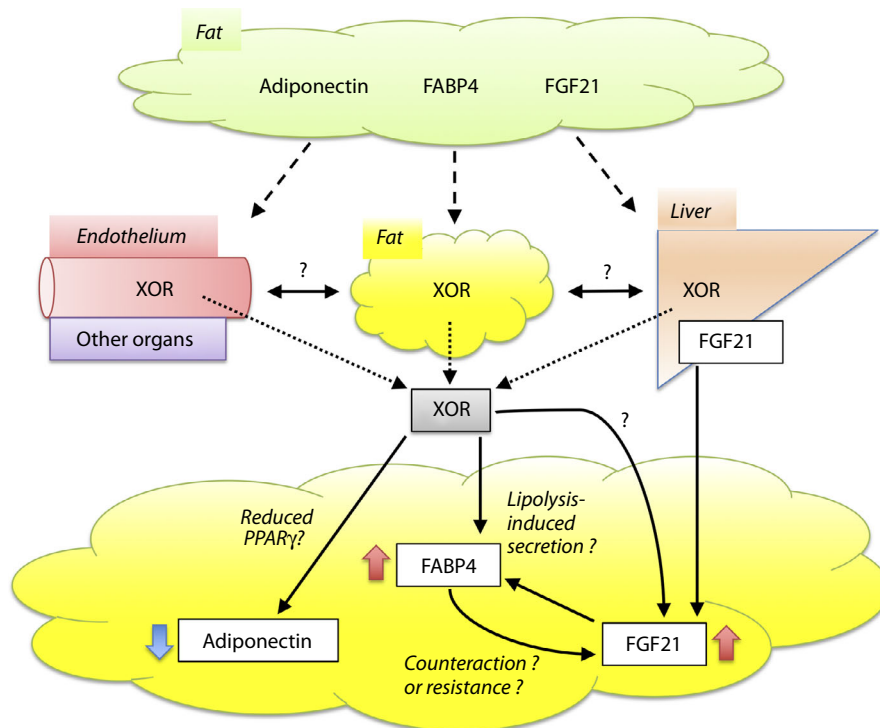 Fat
Adiponectin FABP4 FGF21
Endothelium
Fat
Liver
?
?
XOR
XOR
XOR
Other organs
FGF21
XOR
?
Reduced
PPARγ?
Lipolysis-
induced
secretion ?
FABP4
Adiponectin
FGF21
Counteraction ?
or resistance ?